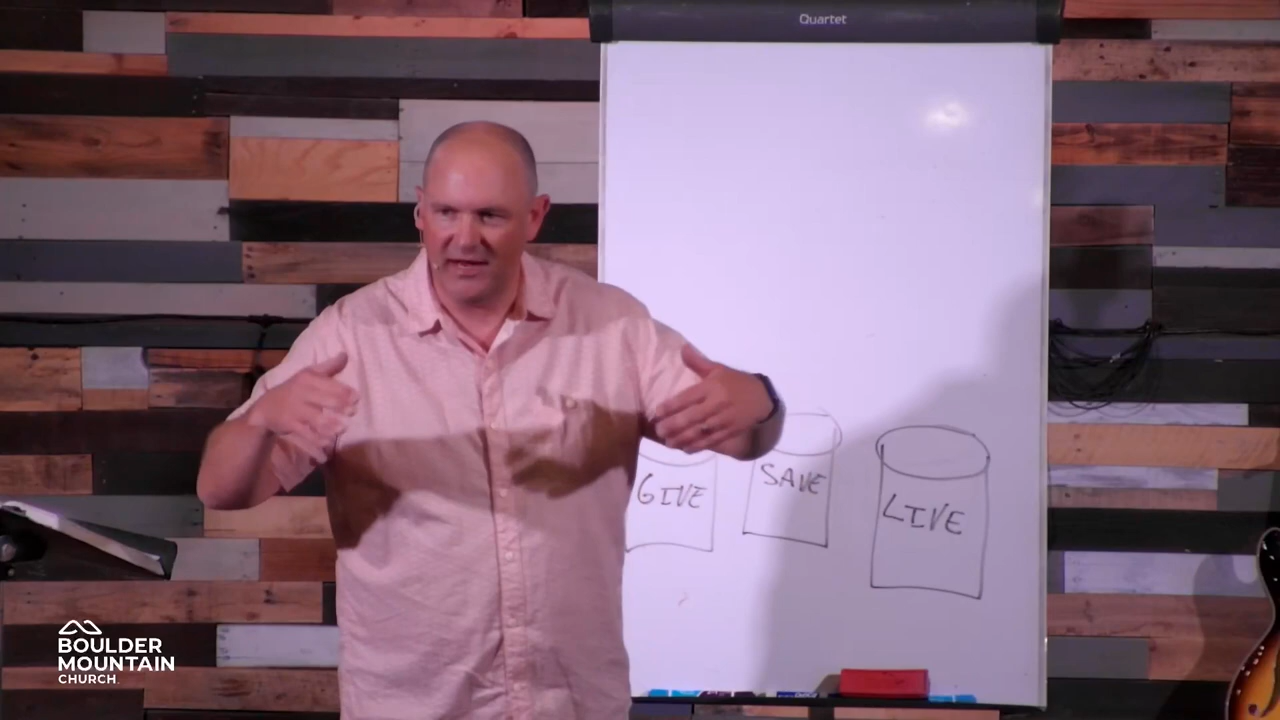 Quartet
GIVE
SAVE
LIVE
BOULDER
MOUNTAIN
CHURCH